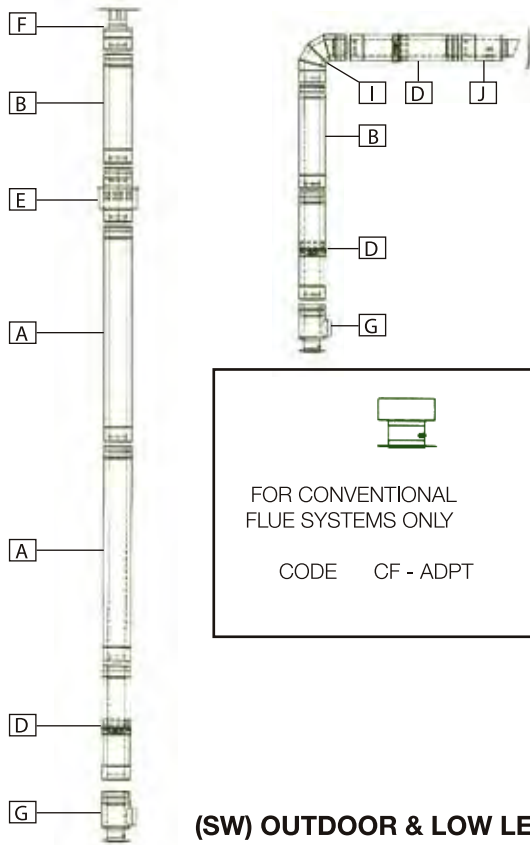 F
B
E
A
A
D
G
I
D
J
B
D
G
FOR CONVENTIONAL
FLUE SYSTEMS ONLY
CODE CF - ADPT
(SW) OUTDOOR & LOW LE